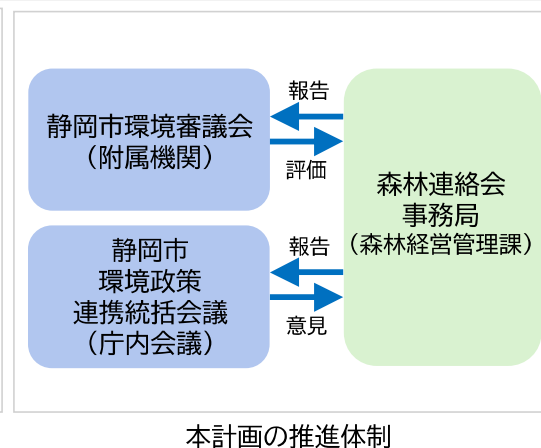 静岡市環境審議会
（附属機関）
報告
評価
静岡市
環境政策
連携統括会議
（庁内会議）
報告
意見
森林連絡会
事務局
（森林経営管理課）
本計画の推進体制